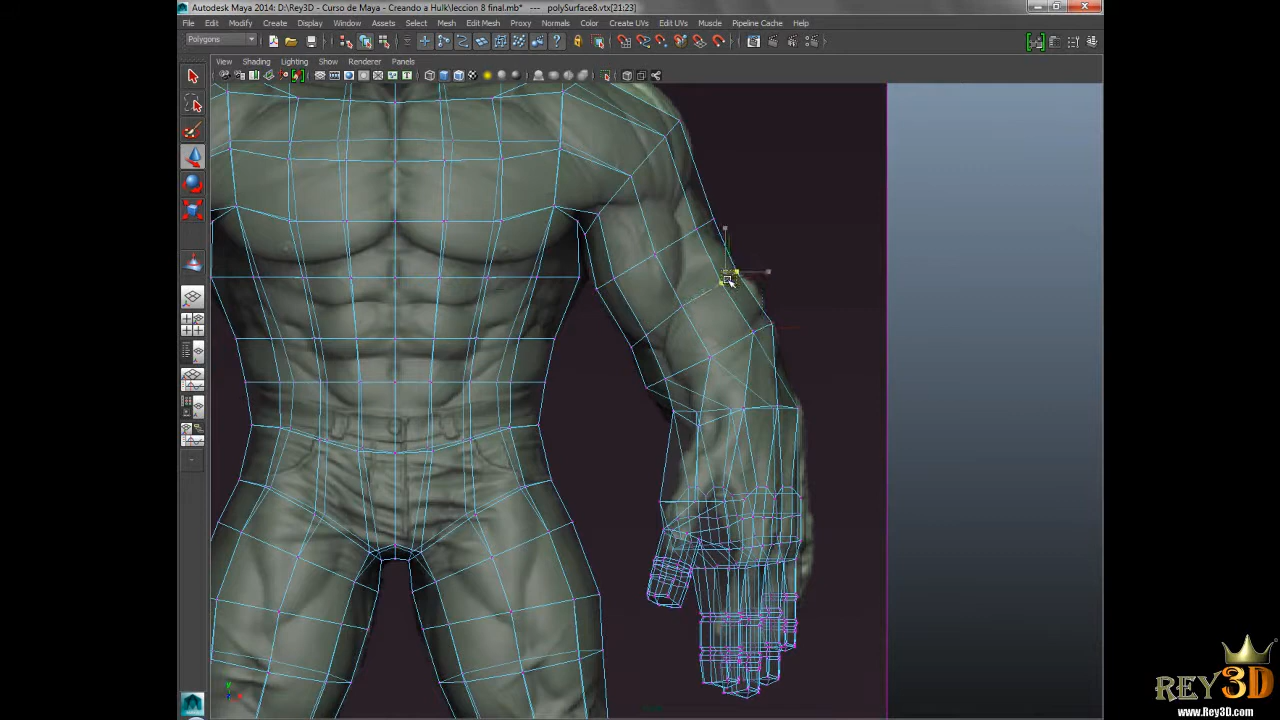 Autodesk Maya 2014: D:\Rey3D - Curso de Maya - Creando a Hulk\leccion 8 final.mb* --- polySurface8.vtx[21:23]
File Edit Modify Create Display Window Assets Select Mesh Edit Mesh Proxy Normals Color Create UVs Edit UVs Muscle Pipeline Cache Help
Polygons
View Shading Lighting Show Renderer Panels
y
REY3D
www.Rey3D.com